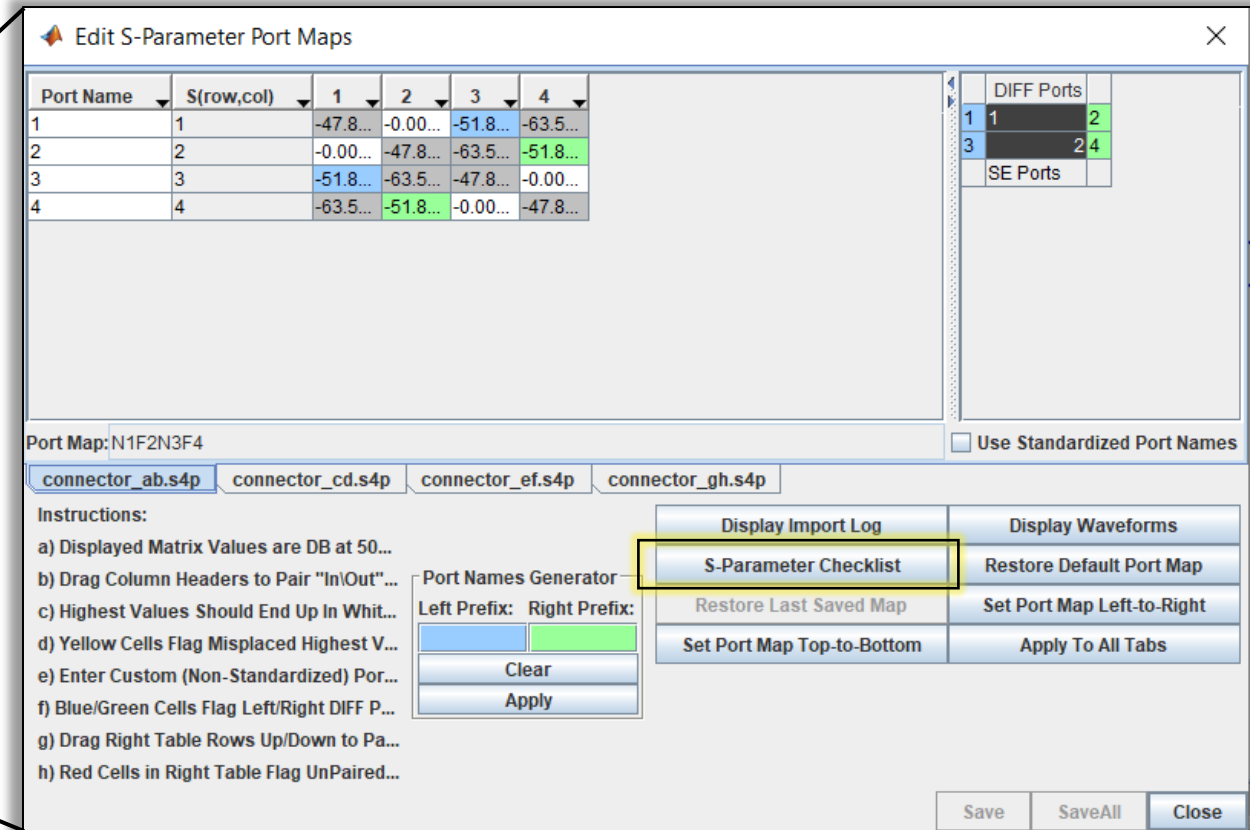 Edit S-Parameter Port Maps
Port Name S(row,col) 1 2 3 4
1 1 -47.8... -0.00... -51.8... -63.5...
2 2 -0.00... -47.8... -63.5... -51.8...
3 3 -51.8... -63.5... -47.8... -0.00...
4 4 -63.5... -51.8... -0.00... -47.8...
DIFF Ports
1 1 2
3 2 4
SE Ports
Port Map: N1F2N3F4
Use Standardized Port Names
connector_ab.s4p connector_cd.s4p connector_ef.s4p connector_gh.s4p
Instructions:
a) Displayed Matrix Values are DB at 50...
b) Drag Column Headers to Pair "In\Out"...
c) Highest Values Should End Up In Whit...
d) Yellow Cells Flag Misplaced Highest V...
e) Enter Custom (Non-Standardized) Por...
f) Blue/Green Cells Flag Left/Right DIFF P...
g) Drag Right Table Rows Up/Down to Pa...
h) Red Cells in Right Table Flag UnPaired...
Port Names Generator
Left Prefix: Right Prefix:
Clear
Apply
Display Import Log Display Waveforms
S-Parameter Checklist Restore Default Port Map
Restore Last Saved Map Set Port Map Left-to-Right
Set Port Map Top-to-Bottom Apply To All Tabs
Save SaveAll Close